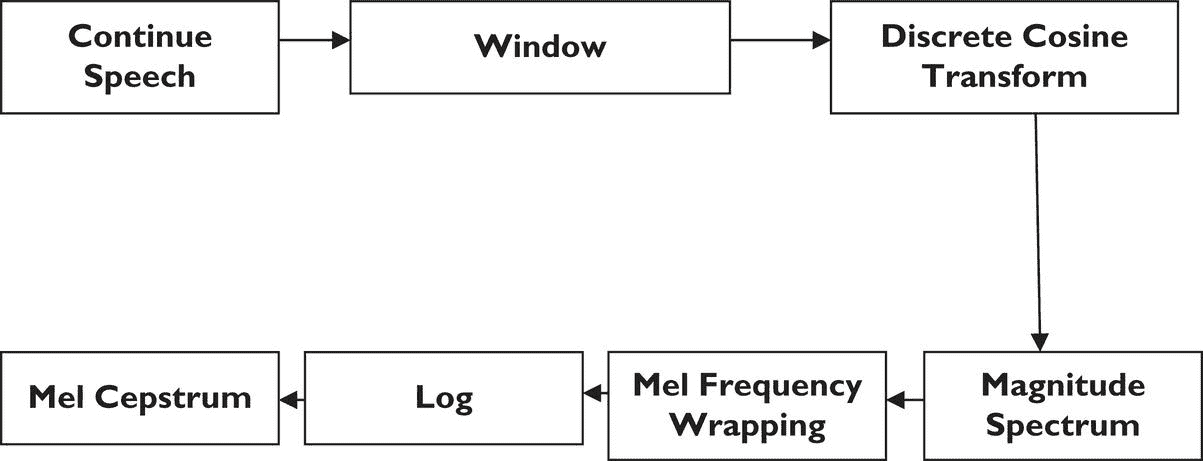 Continue
Speech
Window
Discrete Cosine
Transform
Magnitude
Spectrum
Mel Frequency
Wrapping
Log
Mel Cepstrum